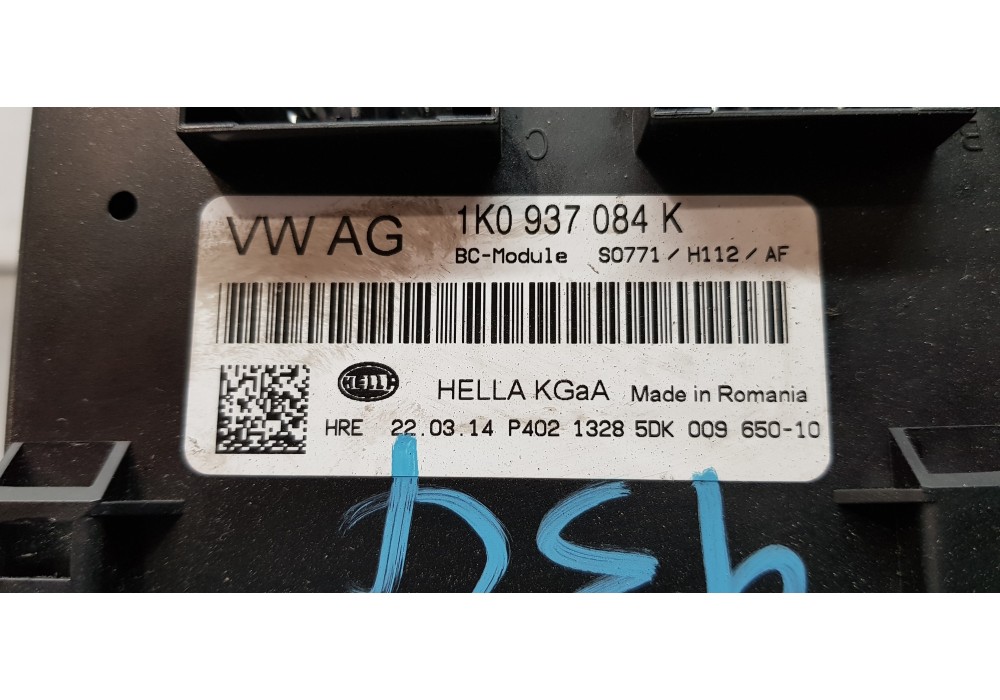 C
B
VW AG
1K0 937 084 K
BC-Module S0771 / H112 / AF
HELLA
HELLA KGaA Made in Romania
HRE 22.03.14 P402 1328 5DK 009 650-10